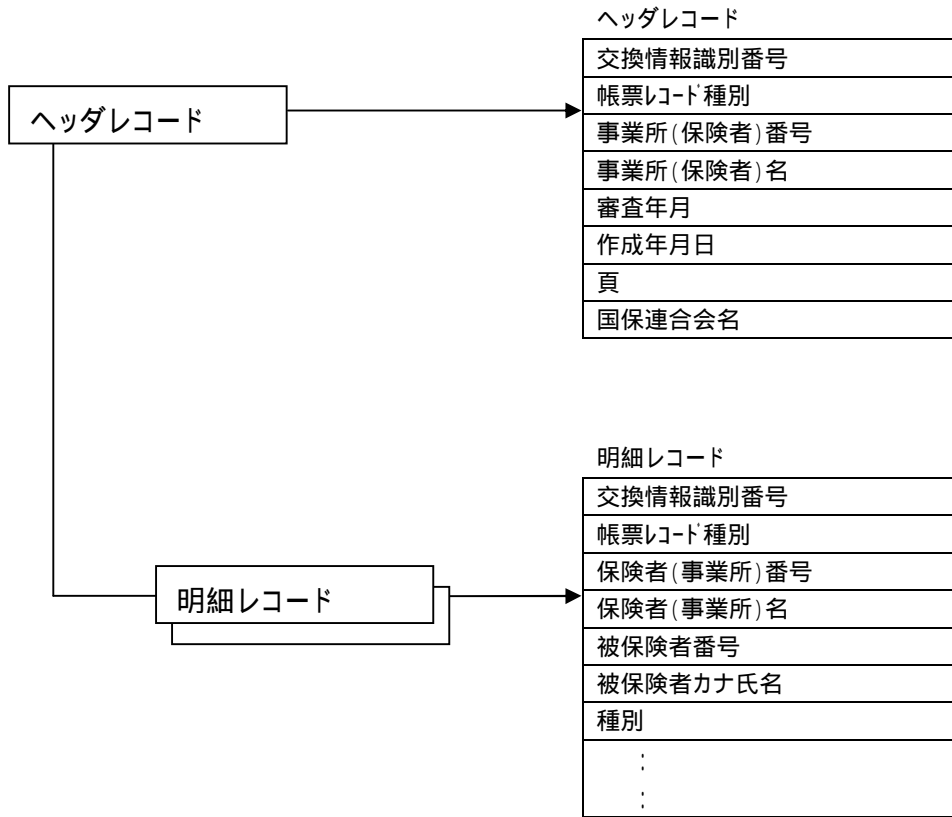 ヘッダレコード
ヘッダレコード
交換情報識別番号
帳票ﾚｺｰﾄﾞ種別
事業所(保険者)番号
事業所(保険者)名
審査年月
作成年月日
頁
国保連合会名
明細レコード
明細レコード
交換情報識別番号
帳票ﾚｺｰﾄﾞ種別
保険者(事業所)番号
保険者(事業所)名
被保険者番号
被保険者カナ氏名
種別
:
: